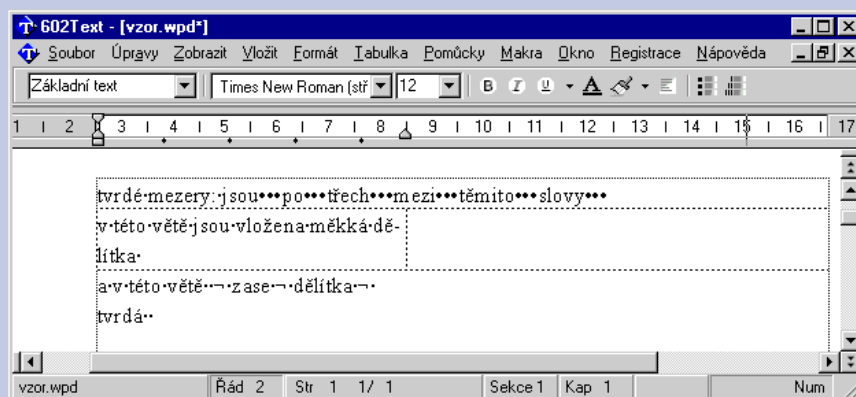 602Text - [vzor.wpd*]
Soubor Úpravy Zobrazit Vložit Formát Tabulka Pomůcky Makra Okno Registrace Nápověda
Základní text Times New Roman (stř 12 B I U A
1 2 3 4 5 6 7 8 9 10 11 12 13 14 15 16 17
tvrdé·mezery:·jsou•••po•••třech•••mezi•••těmito•••slovy•••
v·této·větě·jsou·vložena·měkká·dě-
lítka·
a·v·této·větě··¬·zase·¬·dělítka·¬·
tvrdá··
vzor.wpd Řád 2 Str 1 1/ 1 Sekce 1 Kap 1 Num